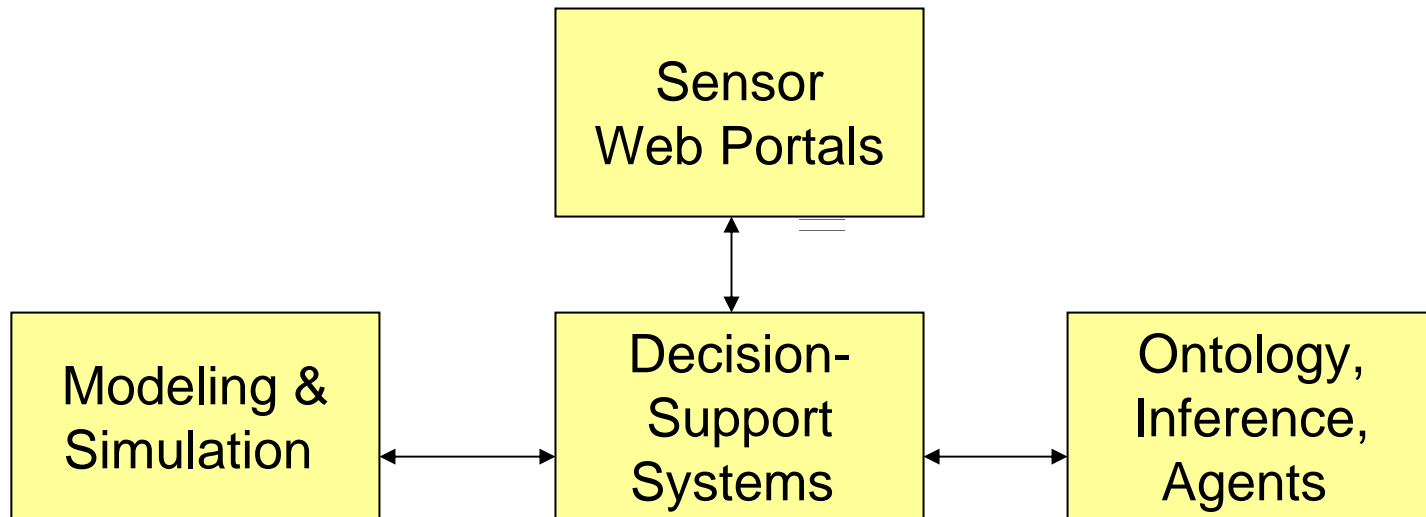 Sensor
Web Portals
Modeling &
Simulation
Decision-
Support
Systems
Ontology,
Inference,
Agents